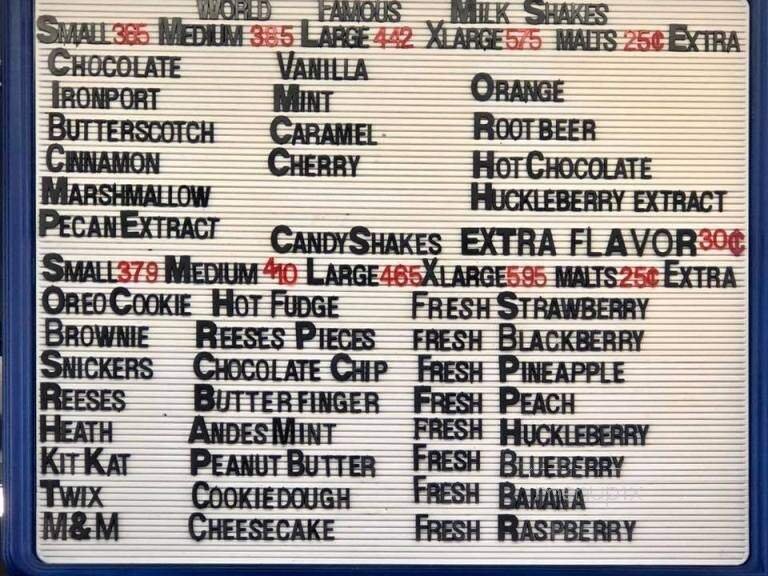 WORLD FAMOUS MILK SHAKES
SMALL 365 MEDIUM 385 LARGE 442 XLARGE 575 MALTS 25¢ EXTRA
CHOCOLATE VANILLA
IRONPORT MINT ORANGE
BUTTERSCOTCH CARAMEL ROOT BEER
CINNAMON CHERRY HOT CHOCOLATE
MARSHMALLOW HUCKLEBERRY EXTRACT
PECAN EXTRACT
CANDY SHAKES EXTRA FLAVOR 30¢
SMALL 379 MEDIUM 410 LARGE 465 XLARGE 595 MALTS 25¢ EXTRA
OREO COOKIE HOT FUDGE FRESH STRAWBERRY
BROWNIE REESES PIECES FRESH BLACKBERRY
SNICKERS CHOCOLATE CHIP FRESH PINEAPPLE
REESES BUTTERFINGER FRESH PEACH
HEATH ANDES MINT FRESH HUCKLEBERRY
KIT KAT PEANUT BUTTER FRESH BLUEBERRY
TWIX COOKIE DOUGH FRESH BANANA
M&M CHEESECAKE FRESH RASPBERRY